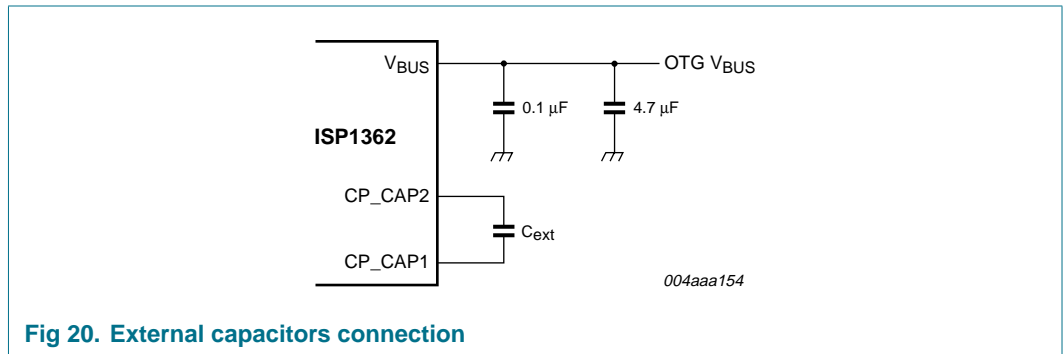 VBUS
OTG VBUS
0.1 μF
4.7 μF
ISP1362
CP_CAP2
Cext
CP_CAP1
004aaa154
Fig 20. External capacitors connection